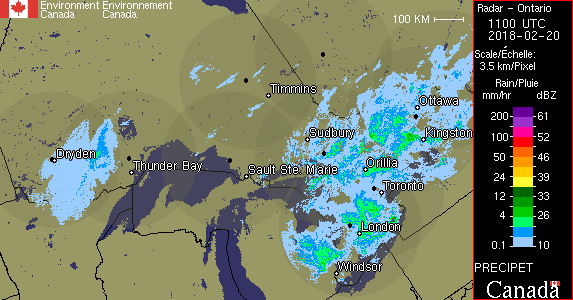 Environment Environnement
Canada Canada
100 KM
Timmins
Ottawa
Sudbury
Kingston
Dryden
Thunder Bay
Sault Ste. Marie
Orillia
Toronto
London
Windsor
Radar - Ontario
1100 UTC
2018-02-20
Scale/Échelle:
3.5 km/Pixel
Rain/Pluie
mm/hr dBZ
200 61
100 52
50 46
24 39
12 33
4 26
0.1 10
PRECIPET
Canada